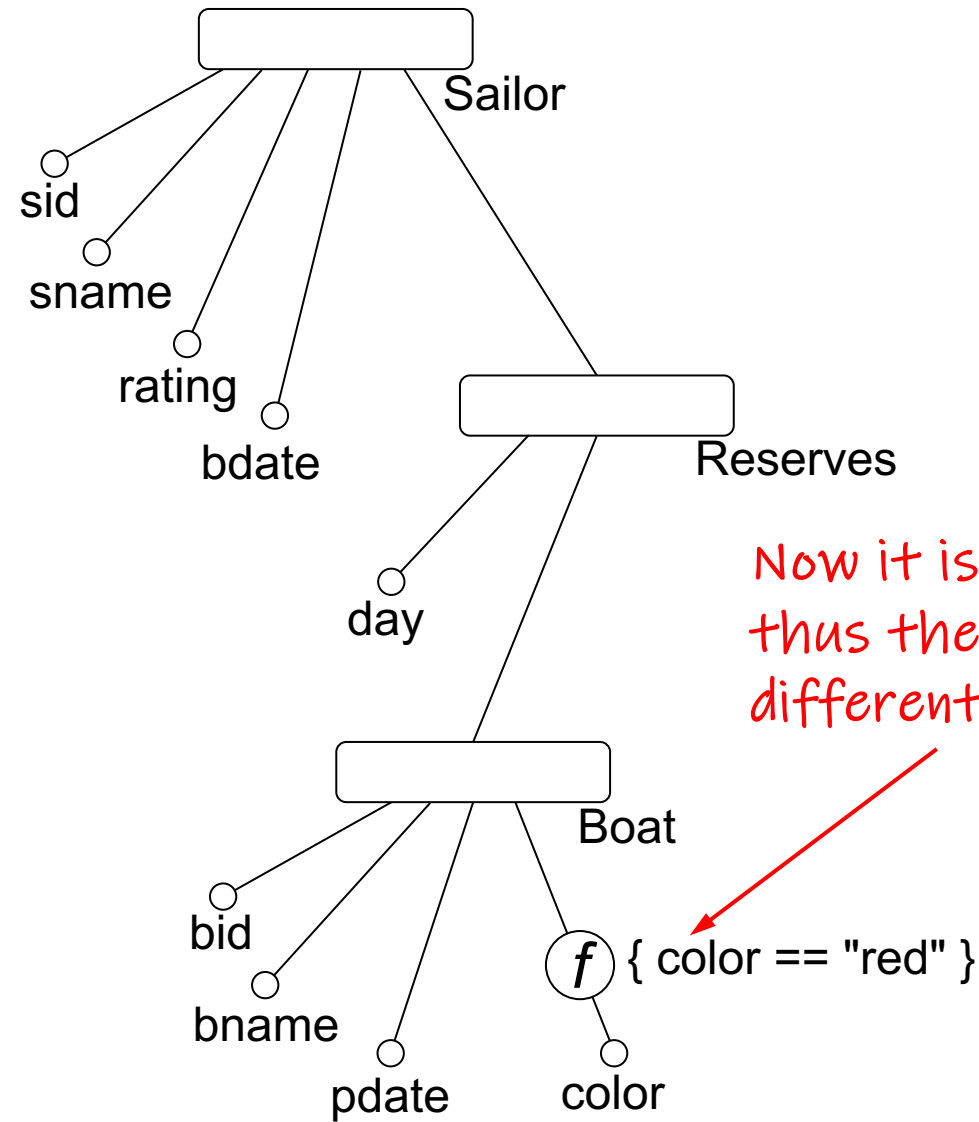 Sailor
sid
sname
rating
bdate
Reserves
day
Now it is
thus the
different
Boat
bid
f { color == "red" }
bname
pdate
color